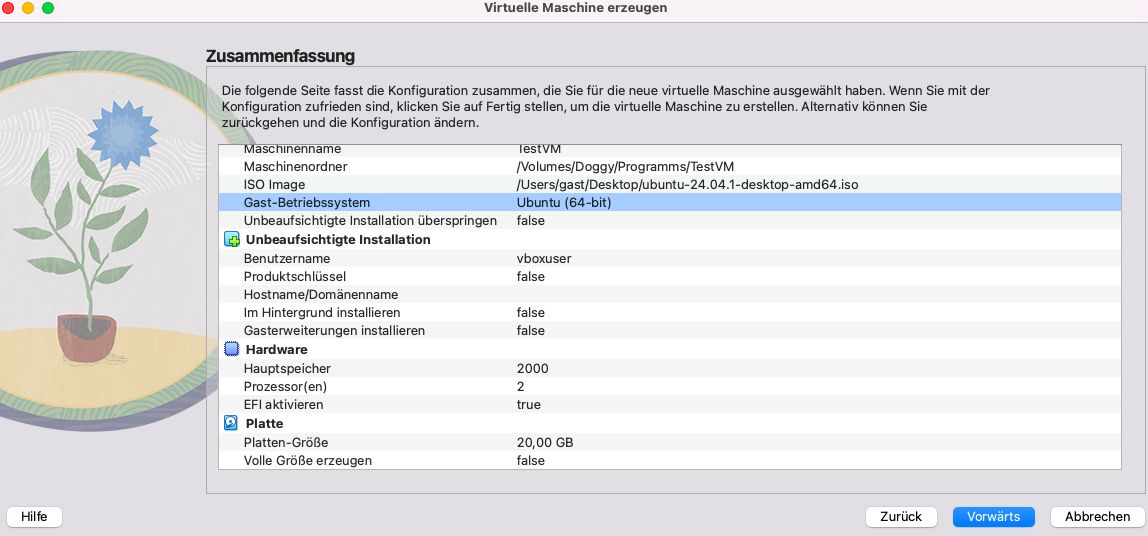 Virtuelle Maschine erzeugen
Zusammenfassung
Die folgende Seite fasst die Konfiguration zusammen, die Sie für die neue virtuelle Maschine ausgewählt haben. Wenn Sie mit der
Konfiguration zufrieden sind, klicken Sie auf Fertig stellen, um die virtuelle Maschine zu erstellen. Alternativ können Sie
zurückgehen und die Konfiguration ändern.
Maschinenname TestVM
Maschinenordner /Volumes/Doggy/Programms/TestVM
ISO Image /Users/gast/Desktop/ubuntu-24.04.1-desktop-amd64.iso
Gast-Betriebssystem Ubuntu (64-bit)
Unbeaufsichtigte Installation überspringen false
Unbeaufsichtigte Installation
Benutzername vboxuser
Produktschlüssel false
Hostname/Domänenname
Im Hintergrund installieren false
Gasterweiterungen installieren false
Hardware
Hauptspeicher 2000
Prozessor(en) 2
EFI aktivieren true
Platte
Platten-Größe 20,00 GB
Volle Größe erzeugen false
Hilfe Zurück Vorwärts Abbrechen